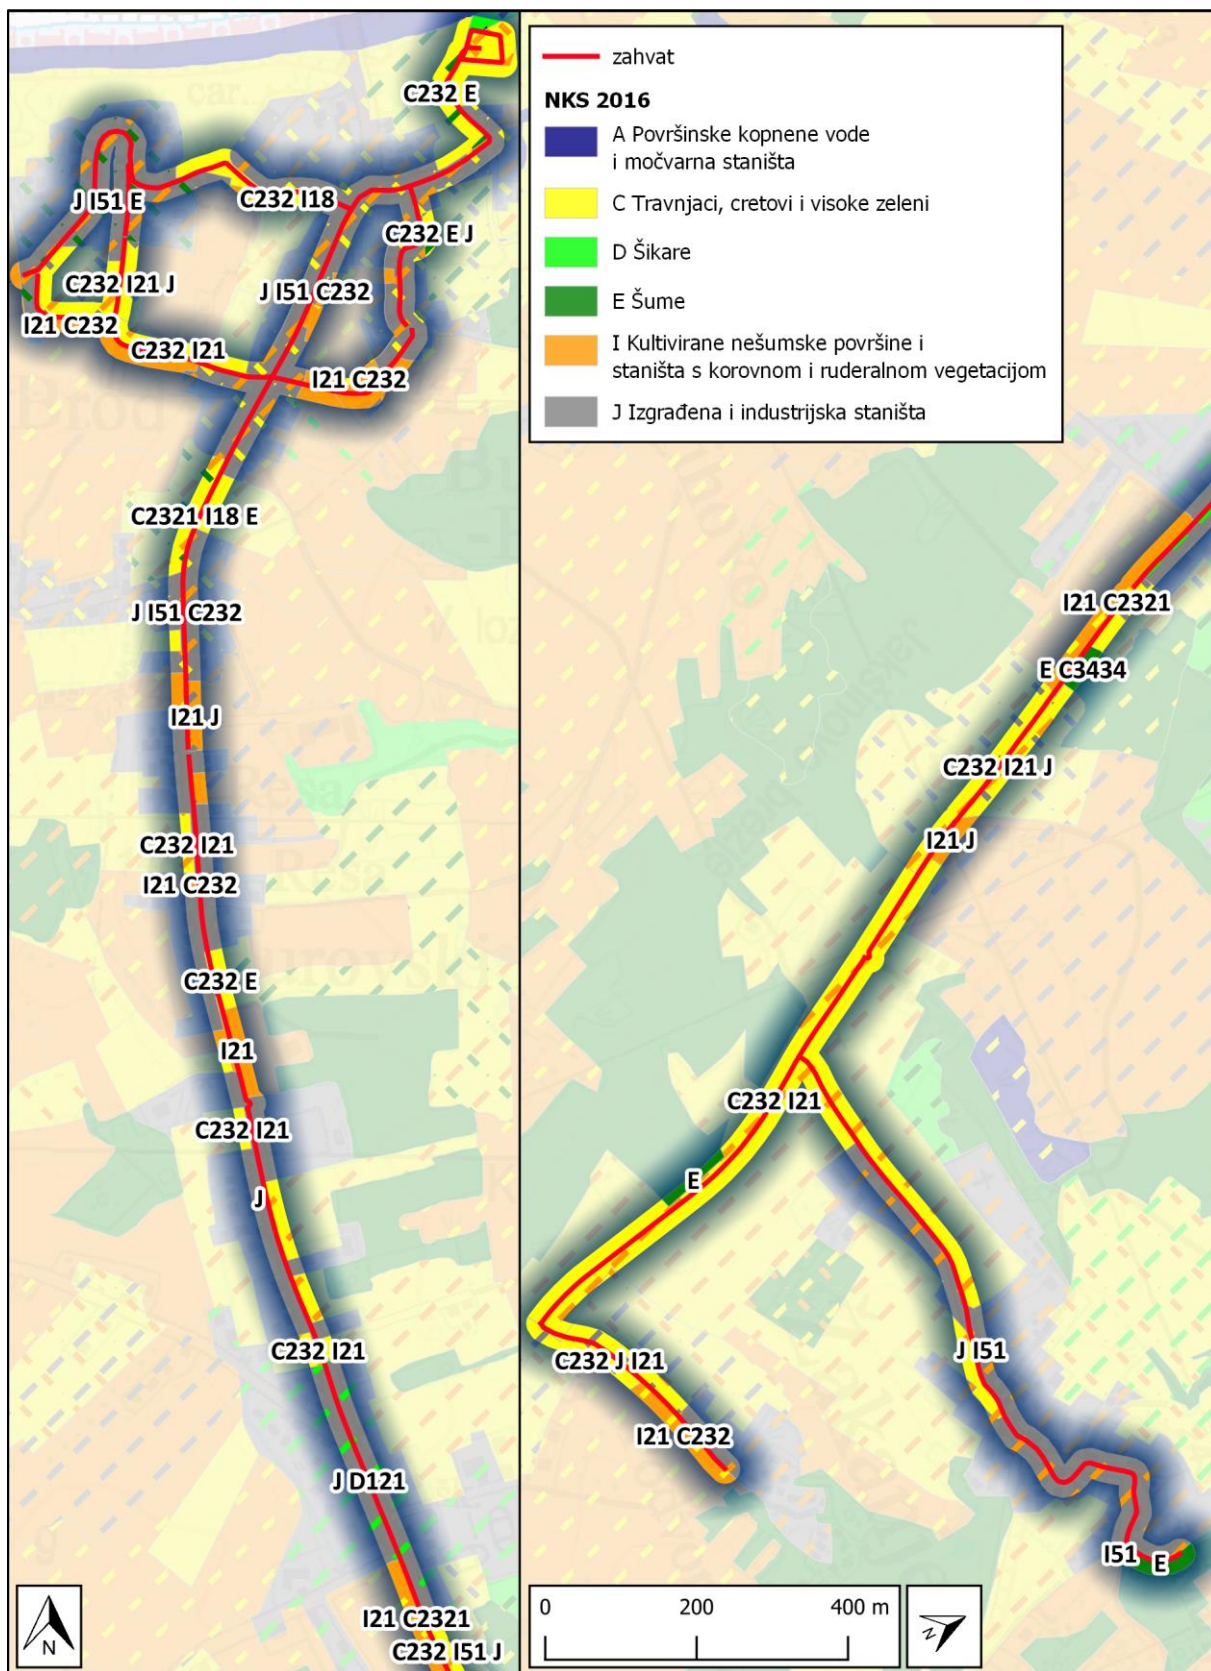 zahvat
NKS 2016
A Površinske kopnene vode
i močvarna staništa
C Travnjaci, cretovi i visoke zeleni
D Šikare
E Šume
I Kultivirane nešumske površine i
staništa s korovnom i ruderalnom vegetacijom
J Izgrađena i industrijska staništa
C232 E
J I51 E
C232 I18
C232 E J
C232 I21 J
J I51 C232
I21 C232
C232 I21
I21 C232
C2321 I18 E
J I51 C232
I21 J
C232 I21
I21 C232
C232 E
I21
C232 I21
J
C232 I21
J D121
I21 C2321
C232 I51 J
N
I21 C2321
E C3434
C232 I21 J
I21 J
C232 I21
E
C232 J I21
J I51
I21 C232
I51
E
0 200 400 m
N